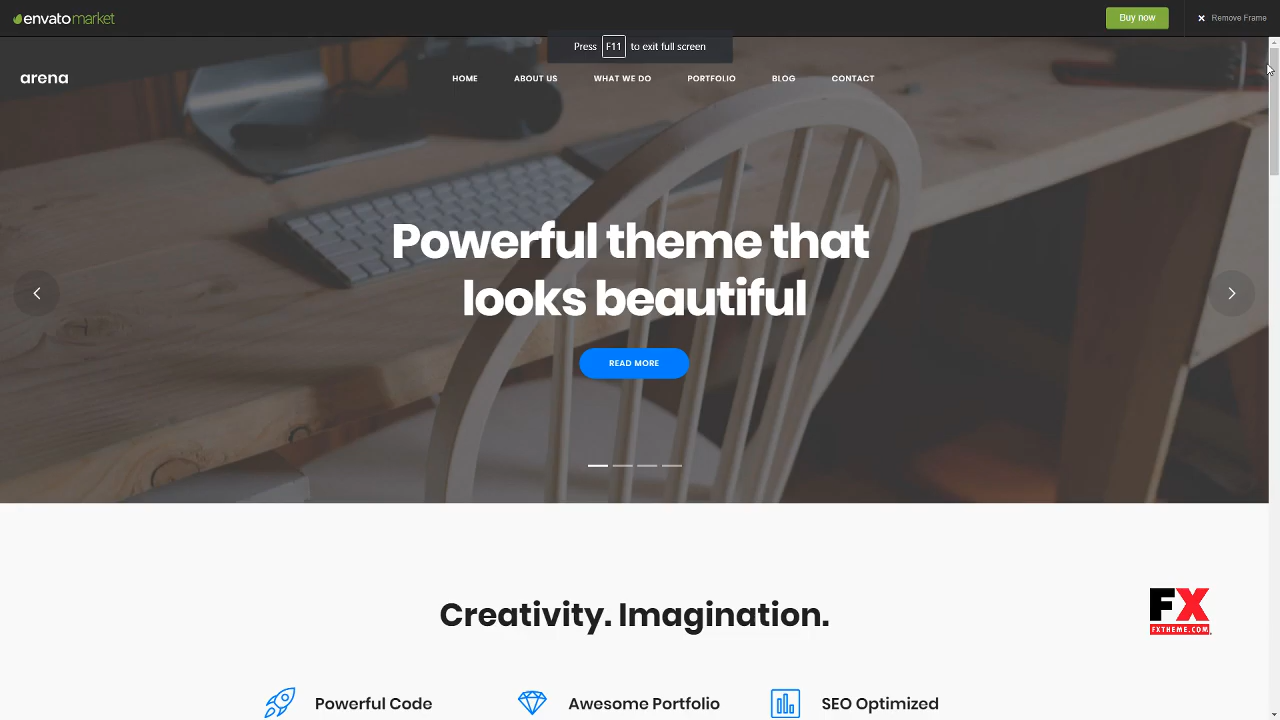 envato market
Buy now
Remove Frame
Press F11 to exit full screen
arena
HOME ABOUT US WHAT WE DO PORTFOLIO BLOG CONTACT
Powerful theme that
looks beautiful
READ MORE
Creativity. Imagination.
FX
FXTHEME.COM
Powerful Code Awesome Portfolio SEO Optimized